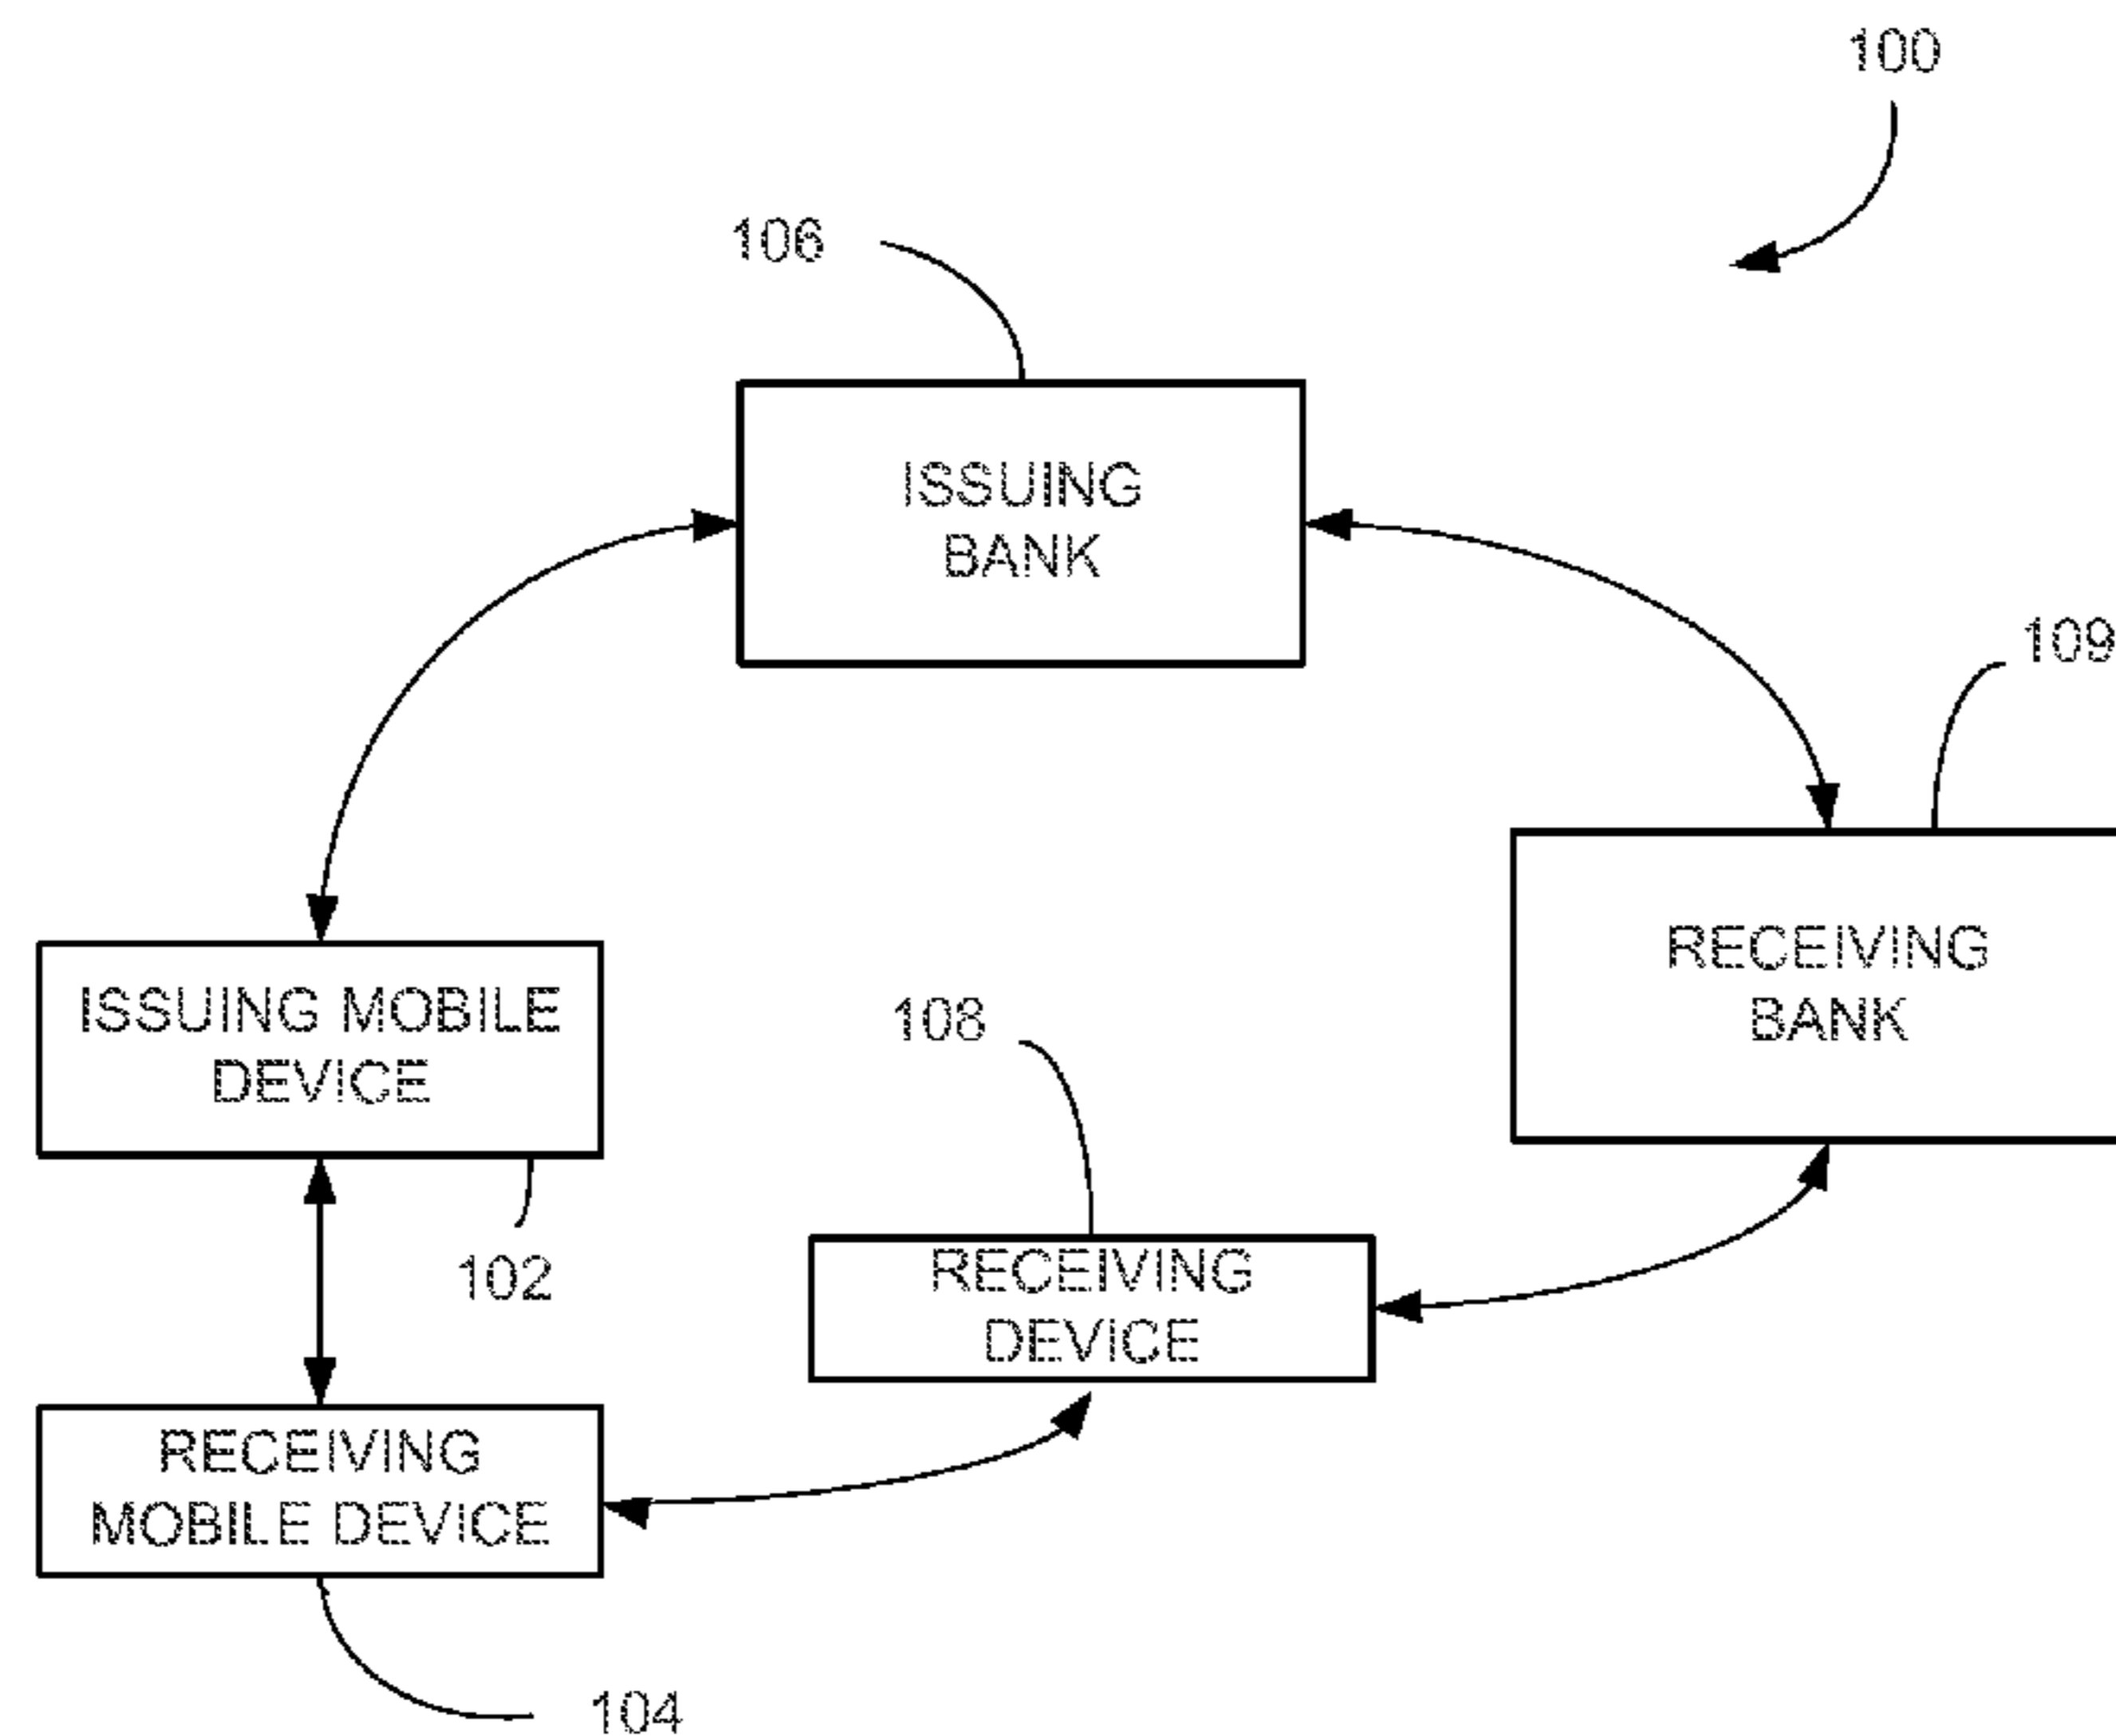 100
106
ISSUING
BANK
109
RECEIVING
BANK
ISSUING MOBILE
DEVICE
108
102
RECEIVING
DEVICE
RECEIVING
MOBILE DEVICE
104